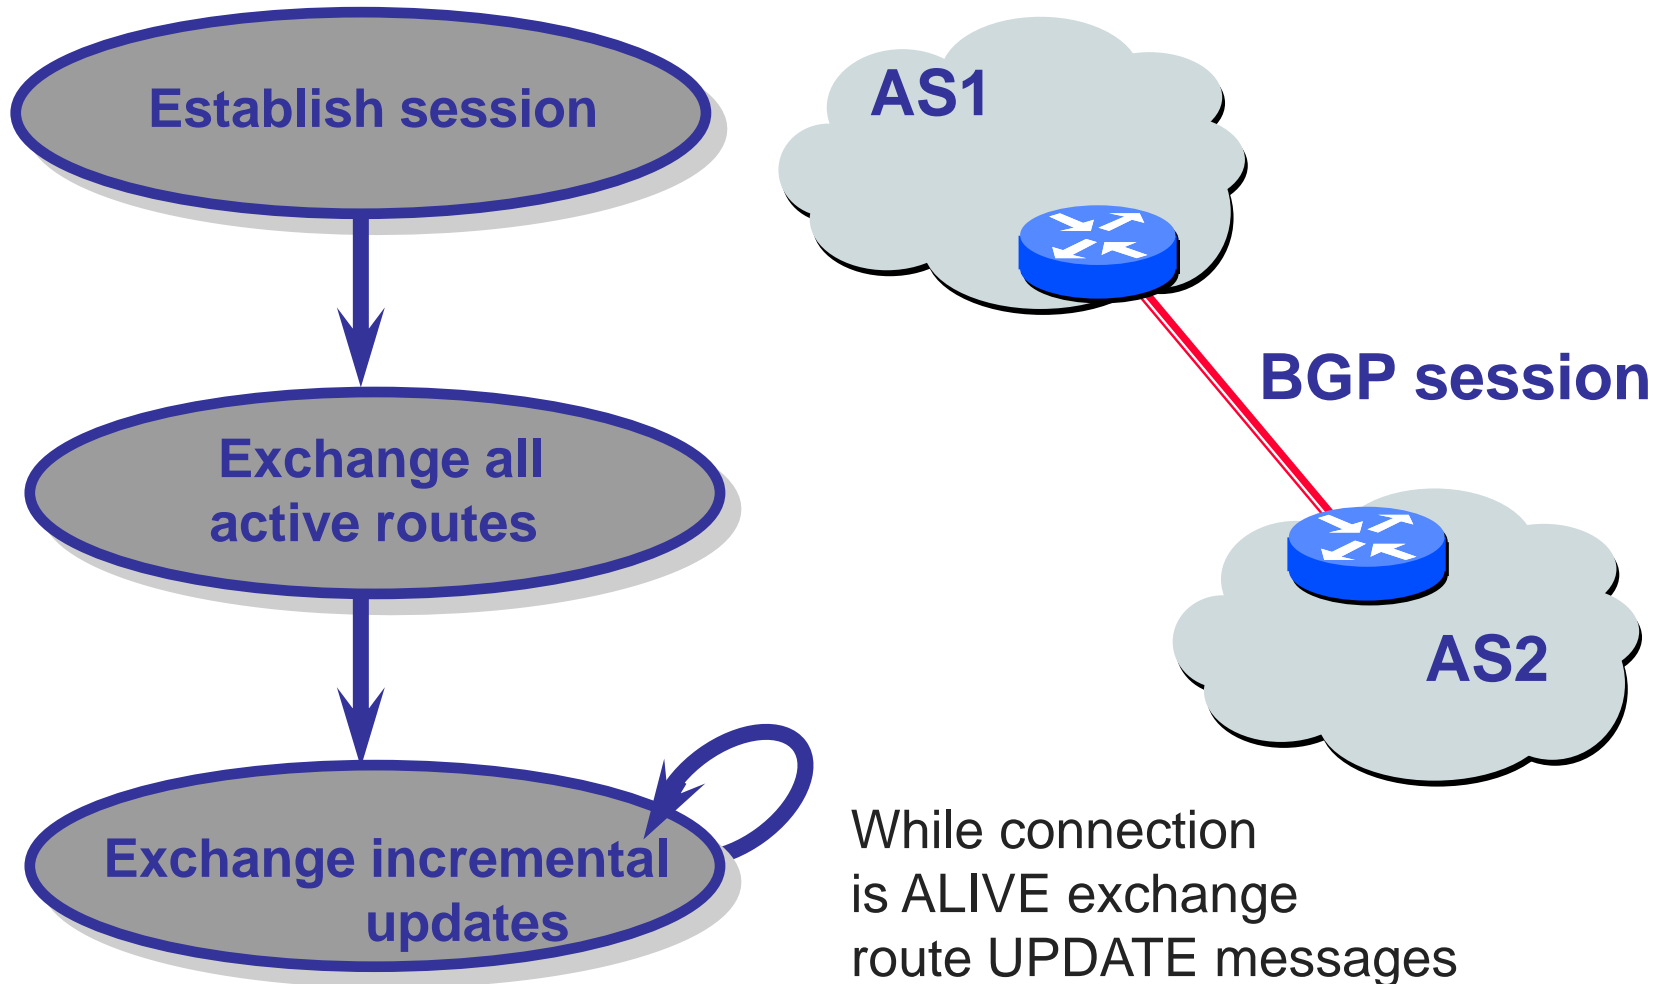 Establish session
Exchange all
active routes
Exchange incremental
updates
AS1
BGP session
AS2
While connection
is ALIVE exchange
route UPDATE messages